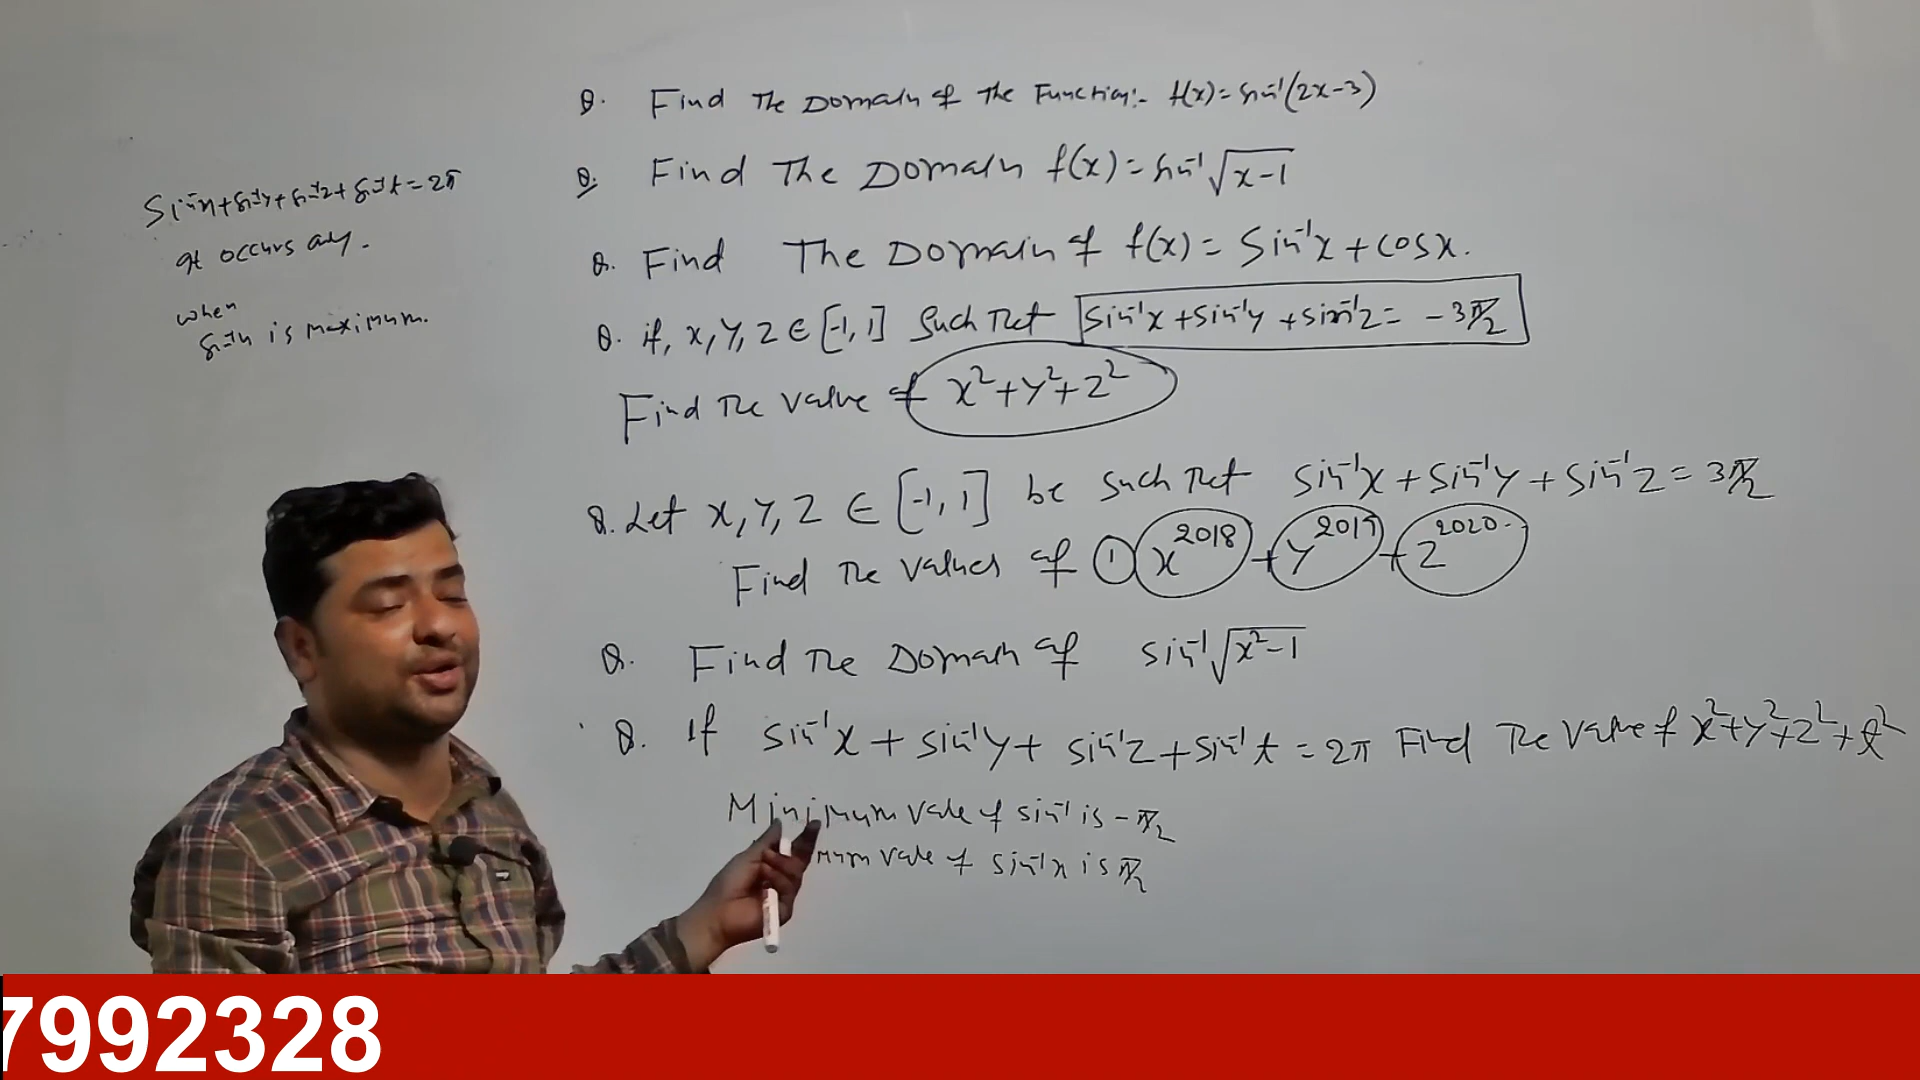 Q. Find The Domain of the Function:- f(x)=sin⁻¹(2x-3)
Q. Find The Domain f(x)=sin⁻¹√(x-1)
Q. Find The Domain of f(x)=Sin⁻¹x+cosx.
Q. if, x,y,z∈[-1,1] Such That sin⁻¹x+sin⁻¹y+sin⁻¹z=-3π/2
Find The value of x²+y²+z²
Q. Let x,y,z ∈ [-1,1] be such That sin⁻¹x+sin⁻¹y+sin⁻¹z=3π/2
Find The values of ① x²⁰¹⁸+y²⁰¹⁹+z²⁰²⁰
Q. Find The Domain of sin⁻¹√(x²-1)
Q. If sin⁻¹x+sin⁻¹y+sin⁻¹z+sin⁻¹t=2π Find The value of x²+y²+z²+t²
Minimum value of sin⁻¹ is -π/2
mum value of sin⁻¹x is π/2
Sin⁻¹x+sin⁻¹y+sin⁻¹z+sin⁻¹t=2π
It occurs only.
when
sin⁻¹x is maximum.
7992328